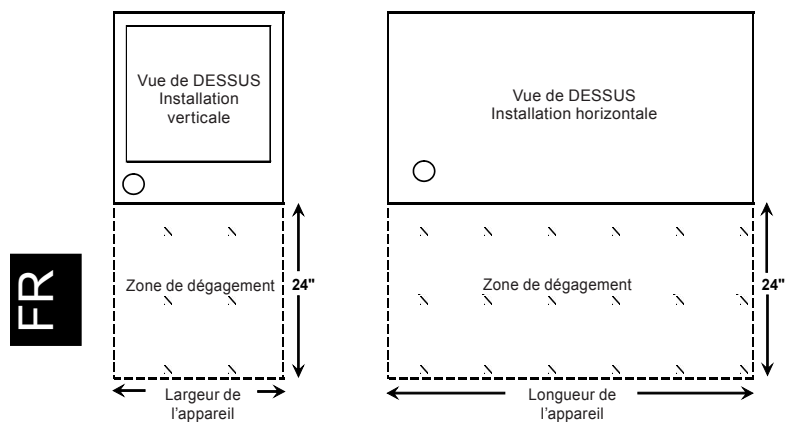 Vue de DESSUS
Installation
verticale
Vue de DESSUS
Installation horizontale
FR
Zone de dégagement
24"
Zone de dégagement
24"
Largeur de
l'appareil
Longueur de
l'appareil